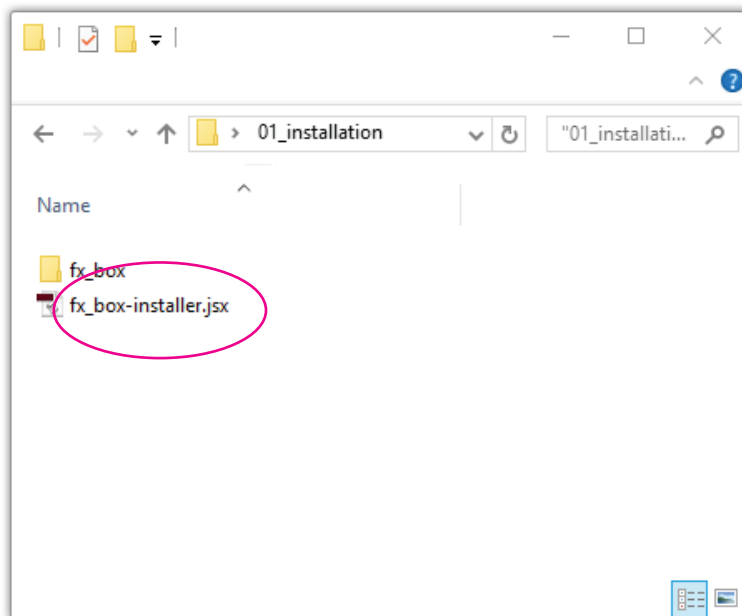 ?
01_installation
"01_installati...
Name
fx_box
fx_box-installer.jsx